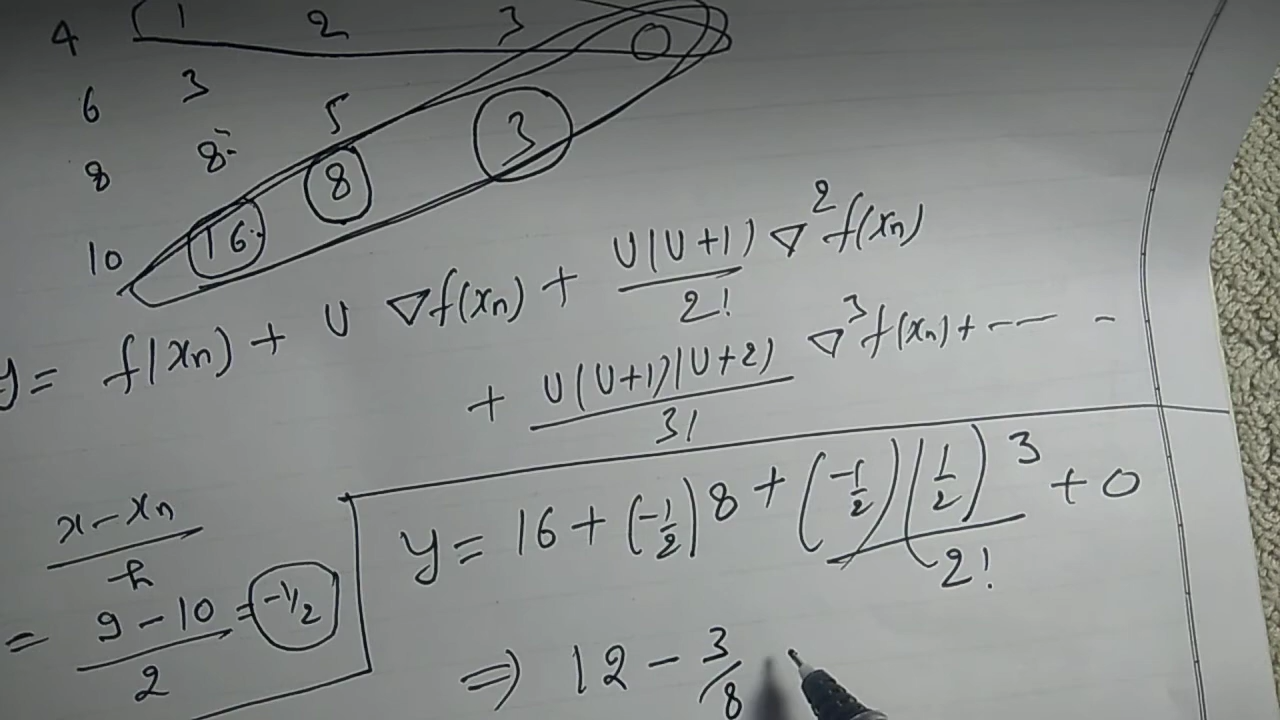 4 1 2 3 0
6 3
5
8 8 3
8
10 16
y = f(xn) + U ∇f(xn) + U(U+1)/2! ∇²f(xn)
+ U(U+1)(U+2)/3! ∇³f(xn) + -- - -
x-xn/h
= 9-10/2 = -1/2
y = 16 + (-1/2)8 + (-1/2)(1/2)3/2! + 0
⇒ 12 - 3/8